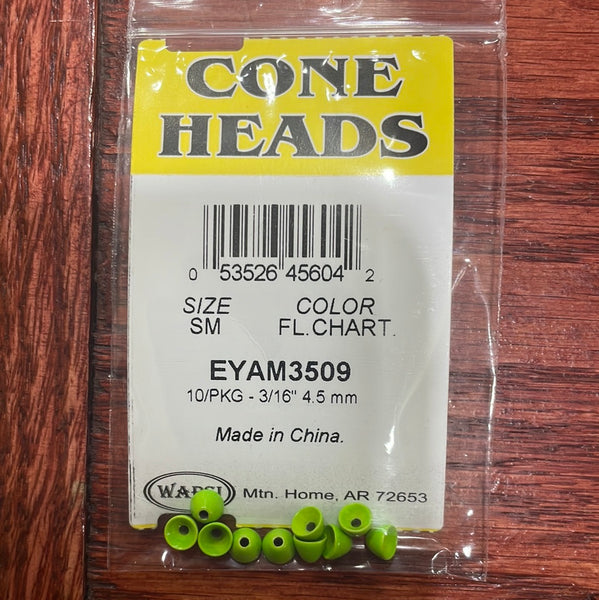 CONE
HEADS
0 53526 45604 2
SIZE COLOR
SM FL.CHART.
EYAM3509
10/PKG - 3/16" 4.5 mm
Made in China.
WAPSI Mtn. Home, AR 72653